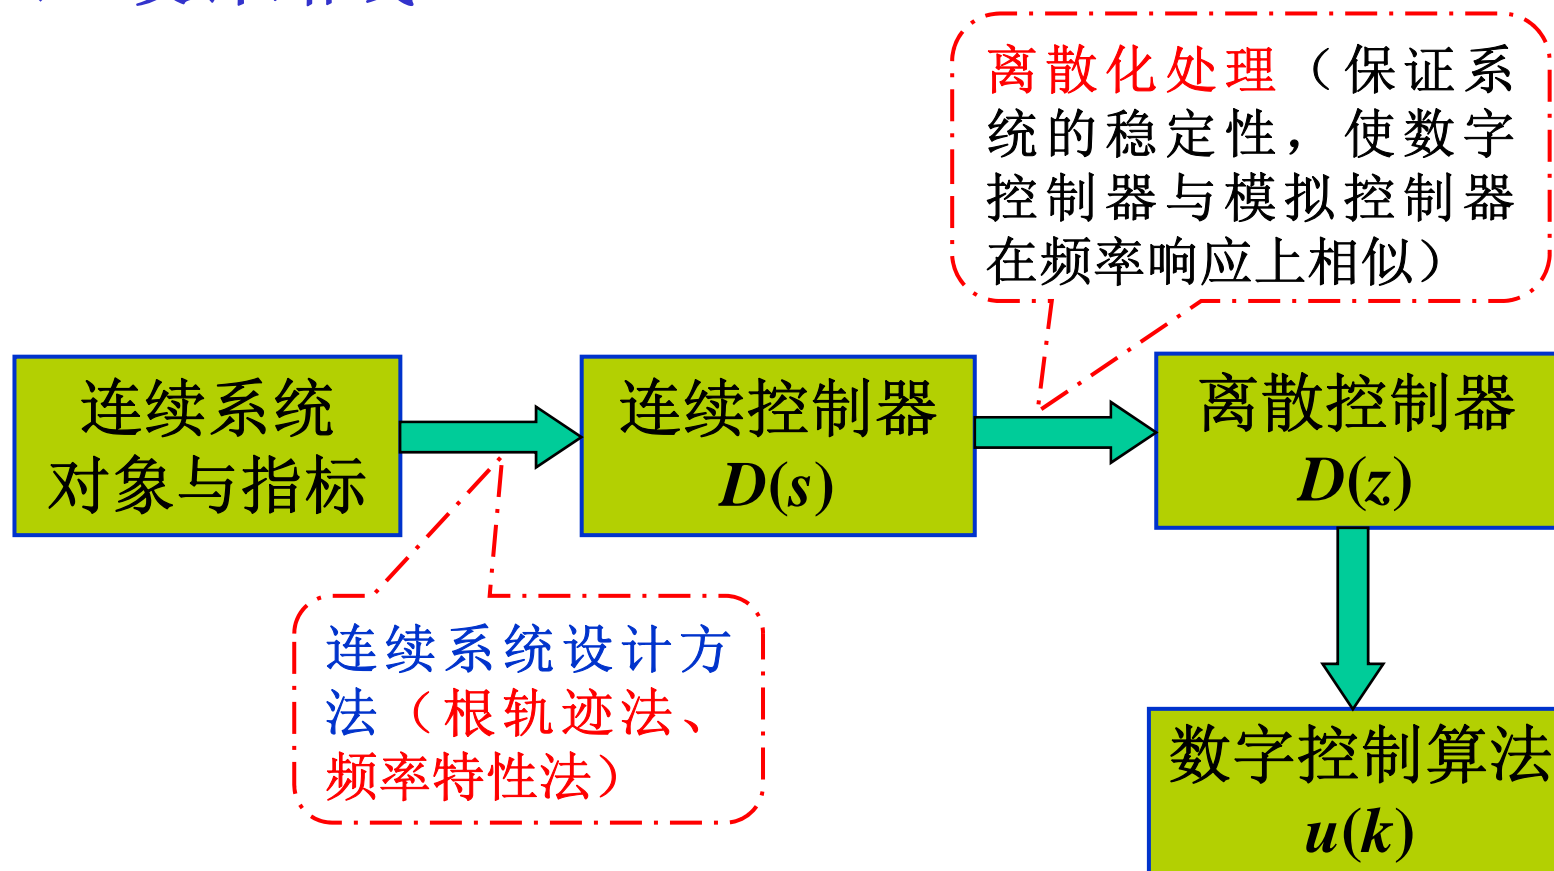 离散化处理（保证系
统的稳定性，使数字
控制器与模拟控制器
在频率响应上相似）
连续系统
对象与指标
连续控制器
D(s)
离散控制器
D(z)
连续系统设计方
法（根轨迹法、
频率特性法）
数字控制算法
u(k)